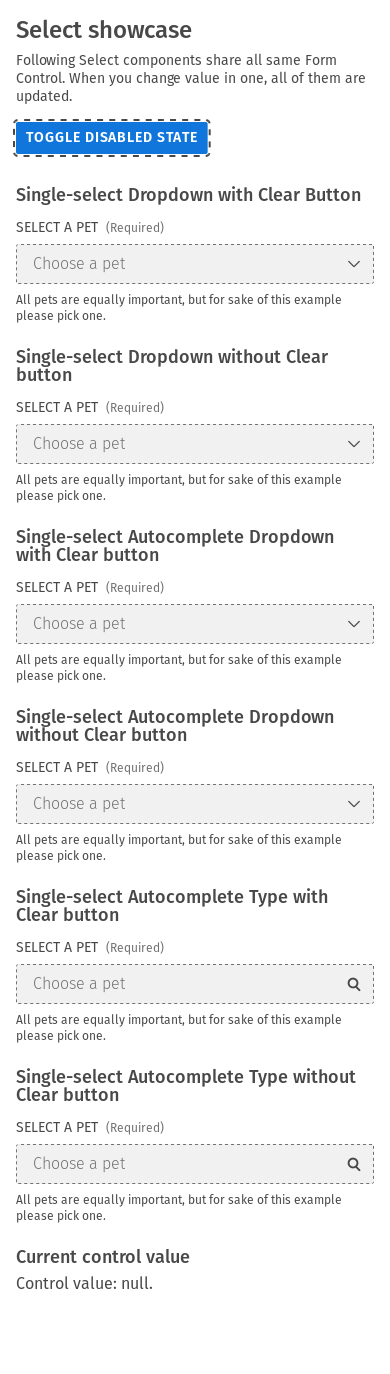 Select showcase
Following Select components share all same Form
Control. When you change value in one, all of them are
updated.
TOGGLE DISABLED STATE
Single-select Dropdown with Clear Button
SELECT A PET (Required)
Choose a pet
All pets are equally important, but for sake of this example
please pick one.
Single-select Dropdown without Clear
button
SELECT A PET (Required)
Choose a pet
All pets are equally important, but for sake of this example
please pick one.
Single-select Autocomplete Dropdown
with Clear button
SELECT A PET (Required)
Choose a pet
All pets are equally important, but for sake of this example
please pick one.
Single-select Autocomplete Dropdown
without Clear button
SELECT A PET (Required)
Choose a pet
All pets are equally important, but for sake of this example
please pick one.
Single-select Autocomplete Type with
Clear button
SELECT A PET (Required)
Choose a pet
All pets are equally important, but for sake of this example
please pick one.
Single-select Autocomplete Type without
Clear button
SELECT A PET (Required)
Choose a pet
All pets are equally important, but for sake of this example
please pick one.
Current control value
Control value: null.